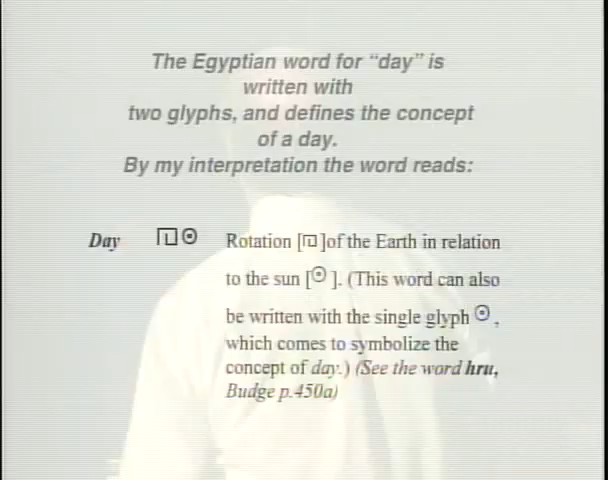 The Egyptian word for “day” is
written with
two glyphs, and defines the concept
of a day.
By my interpretation the word reads:
Day 𓉔𓇳 Rotation [𓉔]of the Earth in relation
to the sun [𓇳]. (This word can also
be written with the single glyph 𓇳,
which comes to symbolize the
concept of day.) (See the word hru,
Budge p.450a)